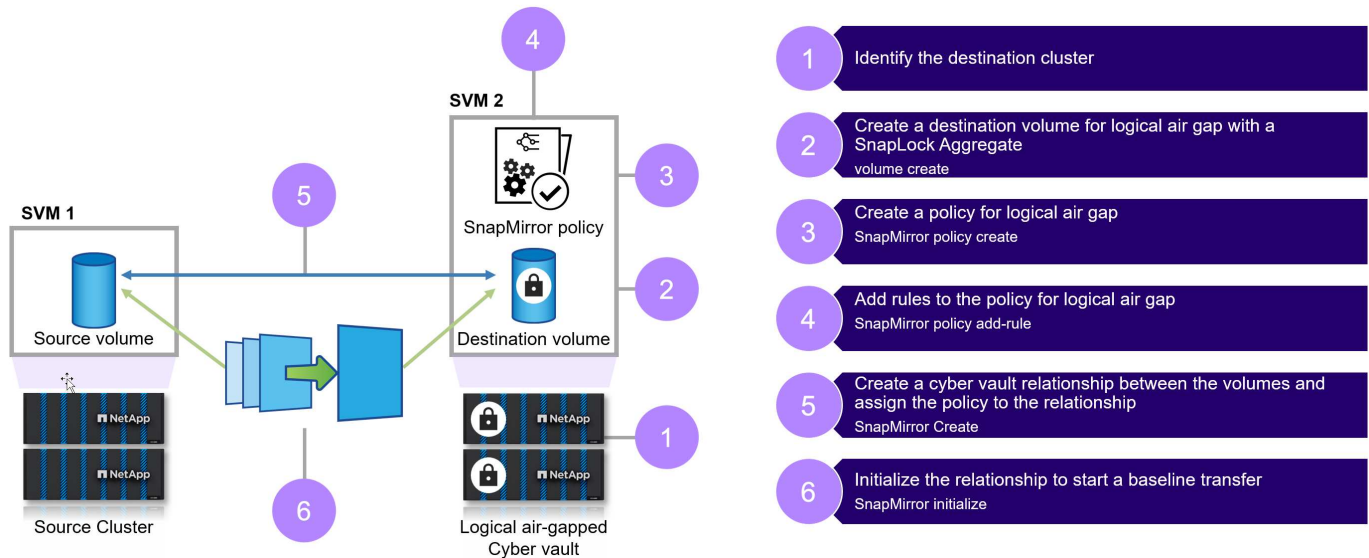 4
SVM 2
3
SnapMirror policy
5
SVM 1
2
Source volume
Destination volume
NetApp
NetApp
NetApp
NetApp
1
6
Source Cluster
Logical air-gapped
Cyber vault
1
Identify the destination cluster
2
Create a destination volume for logical air gap with a
SnapLock Aggregate
volume create
3
Create a policy for logical air gap
SnapMirror policy create
4
Add rules to the policy for logical air gap
SnapMirror policy add-rule
5
Create a cyber vault relationship between the volumes and
assign the policy to the relationship
SnapMirror Create
6
Initialize the relationship to start a baseline transfer
SnapMirror initialize